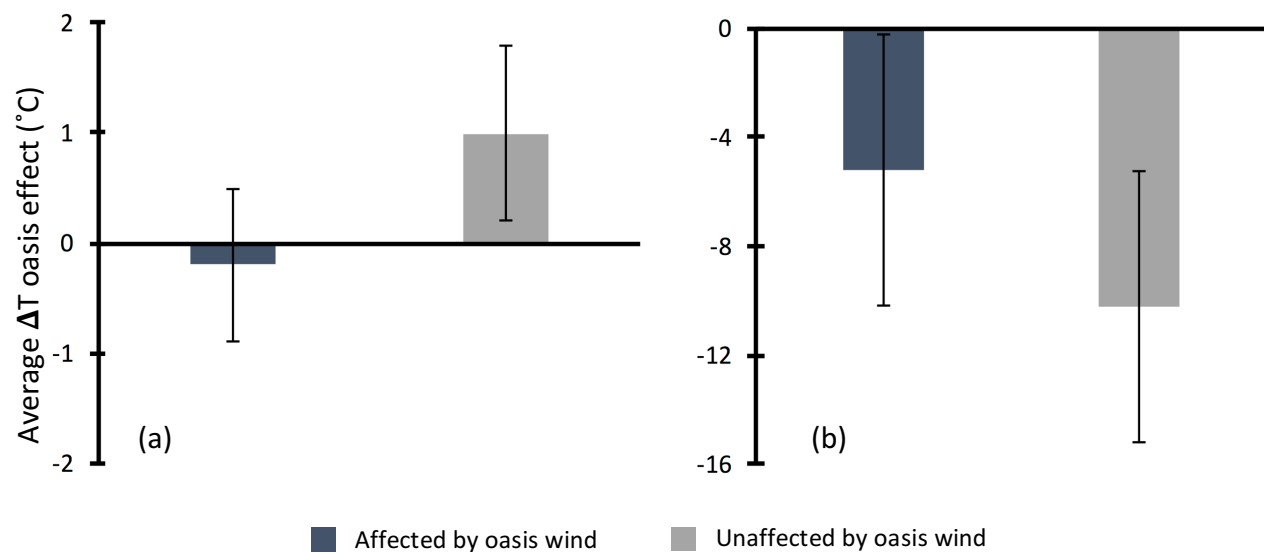 Average ΔT oasis effect (˚C)
2
1
0
-1
-2
(a)
0
-4
-8
-12
-16
(b)
Affected by oasis wind
Unaffected by oasis wind